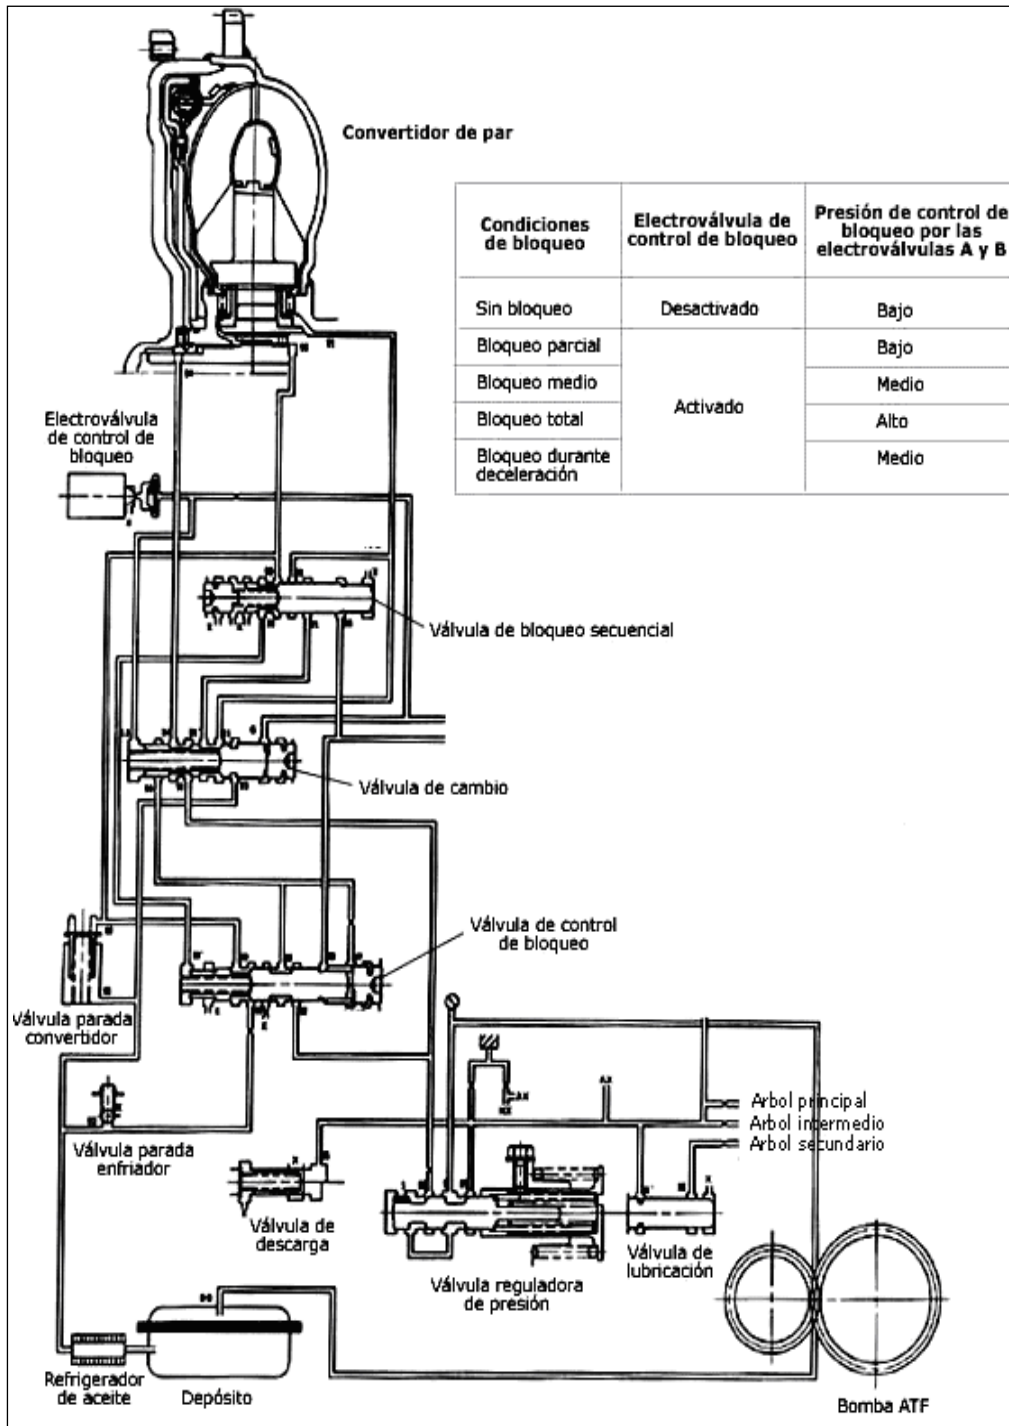 Convertidor de par
Condiciones
de bloqueo
Electroválvula de
control de bloqueo
Presión de control de
bloqueo por las
electroválvulas A y B
Sin bloqueo
Desactivado
Bajo
Bloqueo parcial
Bajo
Bloqueo medio
Activado
Medio
Bloqueo total
Alto
Bloqueo durante
deceleración
Medio
Electroválvula
de control de
bloqueo
Válvula de bloqueo secuencial
Válvula de cambio
Válvula de control
de bloqueo
Válvula parada
convertidor
Válvula parada
enfriador
Arbol principal
Arbol intermedio
Arbol secundario
Válvula de
descarga
Válvula reguladora
de presión
Válvula de
lubricación
Refrigerador
de aceite
Depósito
Bomba ATF